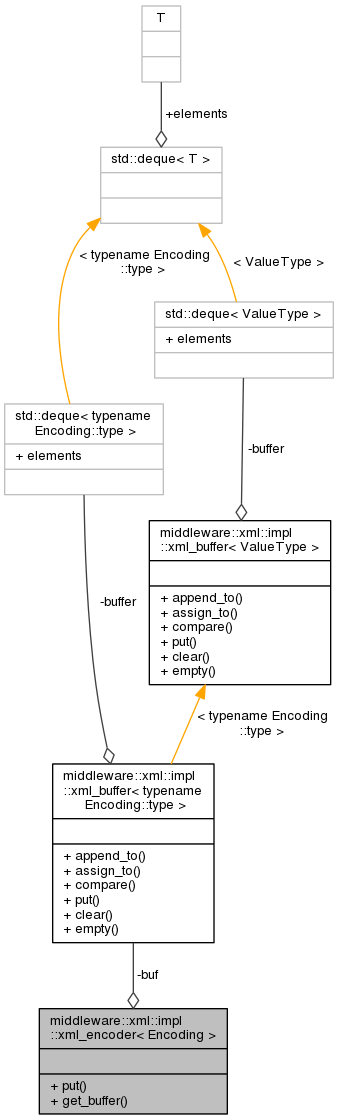 T
+elements
std::deque< T >
< typename Encoding
::type >
< ValueType >
std::deque< ValueType >
+ elements
std::deque< typename
Encoding::type >
+ elements
-buffer
middleware::xml::impl
::xml_buffer< ValueType >
+ append_to()
+ assign_to()
+ compare()
+ put()
+ clear()
+ empty()
-buffer
< typename Encoding
::type >
middleware::xml::impl
::xml_buffer< typename
Encoding::type >
+ append_to()
+ assign_to()
+ compare()
+ put()
+ clear()
+ empty()
-buf
middleware::xml::impl
::xml_encoder< Encoding >
+ put()
+ get_buffer()